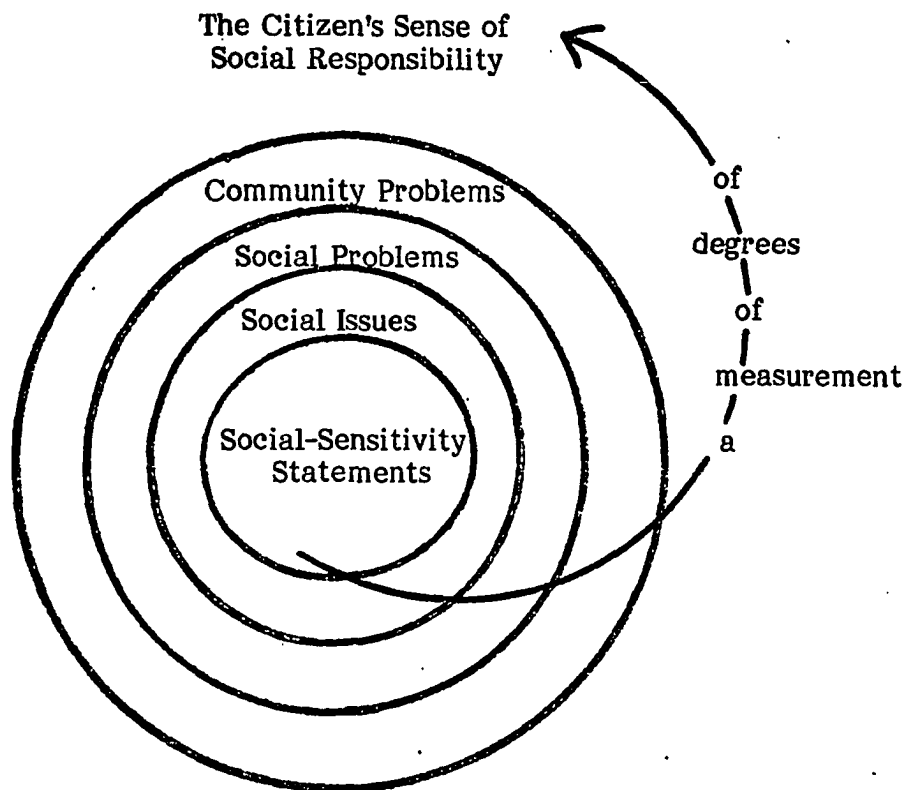 The Citizen's Sense of
Social Responsibility
Community Problems
Social Problems
Social Issues
Social-Sensitivity
Statements
of
degrees
of
measurement
a